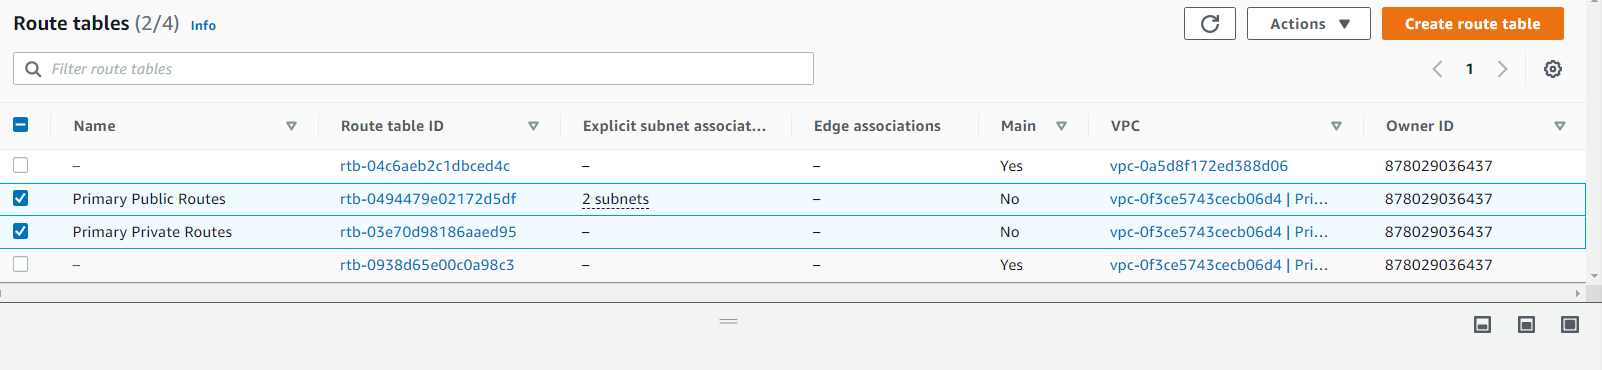 Route tables (2/4) Info Actions Create route table
Filter route tables 1
Name Route table ID Explicit subnet associat... Edge associations Main VPC Owner ID
– rtb-04c6aeb2c1dbced4c – – Yes vpc-0a5d8f172ed388d06 878029036437
Primary Public Routes rtb-0494479e02172d5df 2 subnets – No vpc-0f3ce5743cecb06d4 | Pri... 878029036437
Primary Private Routes rtb-03e70d98186aaed95 – – No vpc-0f3ce5743cecb06d4 | Pri... 878029036437
– rtb-0938d65e00c0a98c3 – – Yes vpc-0f3ce5743cecb06d4 | Pri... 878029036437